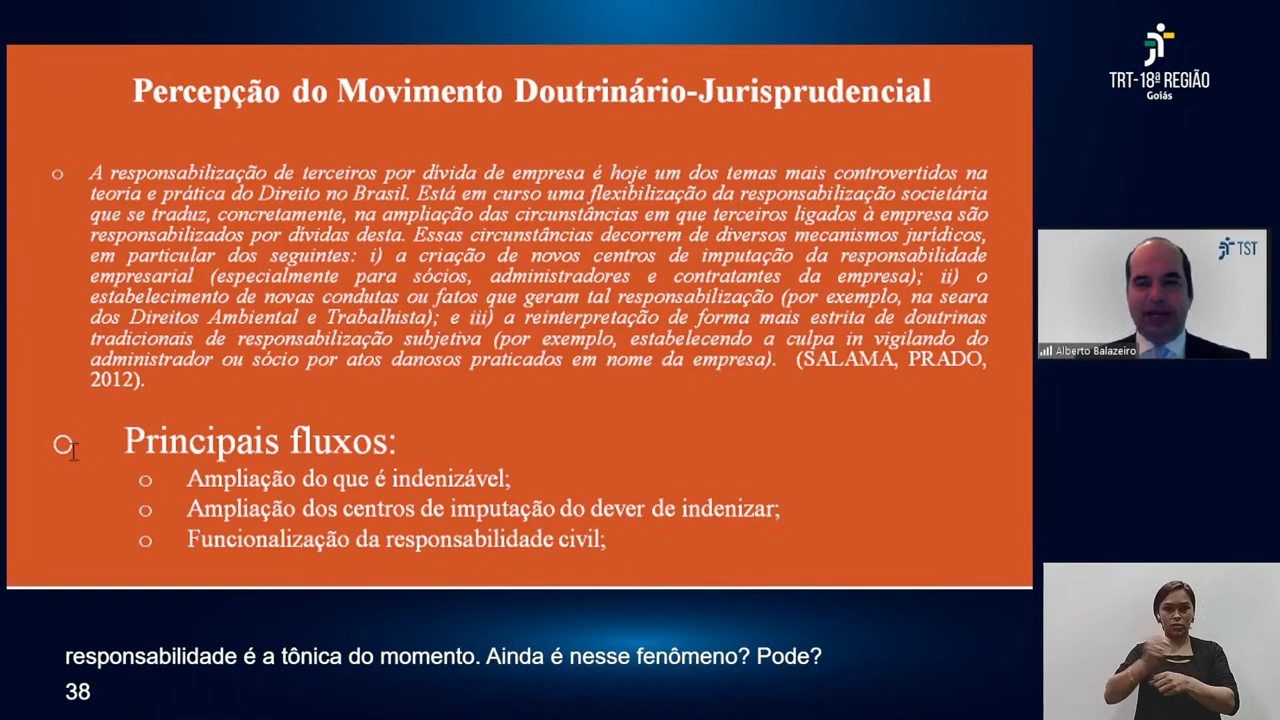 Percepção do Movimento Doutrinário-Jurisprudencial
A responsabilização de terceiros por dívida de empresa é hoje um dos temas mais controvertidos na
teoria e prática do Direito no Brasil. Está em curso uma flexibilização da responsabilização societária
que se traduz, concretamente, na ampliação das circunstâncias em que terceiros ligados à empresa são
responsabilizados por dívidas desta. Essas circunstâncias decorrem de diversos mecanismos jurídicos,
em particular dos seguintes: i) a criação de novos centros de imputação da responsabilidade
empresarial (especialmente para sócios, administradores e contratantes da empresa); ii) o
estabelecimento de novas condutas ou fatos que geram tal responsabilização (por exemplo, na seara
dos Direitos Ambiental e Trabalhista); e iii) a reinterpretação de forma mais estrita de doutrinas
tradicionais de responsabilização subjetiva (por exemplo, estabelecendo a culpa in vigilando do
administrador ou sócio por atos danosos praticados em nome da empresa). (SALAMA, PRADO,
2012).
Principais fluxos:
Ampliação do que é indenizável;
Ampliação dos centros de imputação do dever de indenizar;
Funcionalização da responsabilidade civil;
TRT-18ª REGIÃO
Goiás
TST
Alberto Balazeiro
responsabilidade é a tônica do momento. Ainda é nesse fenômeno? Pode?
38